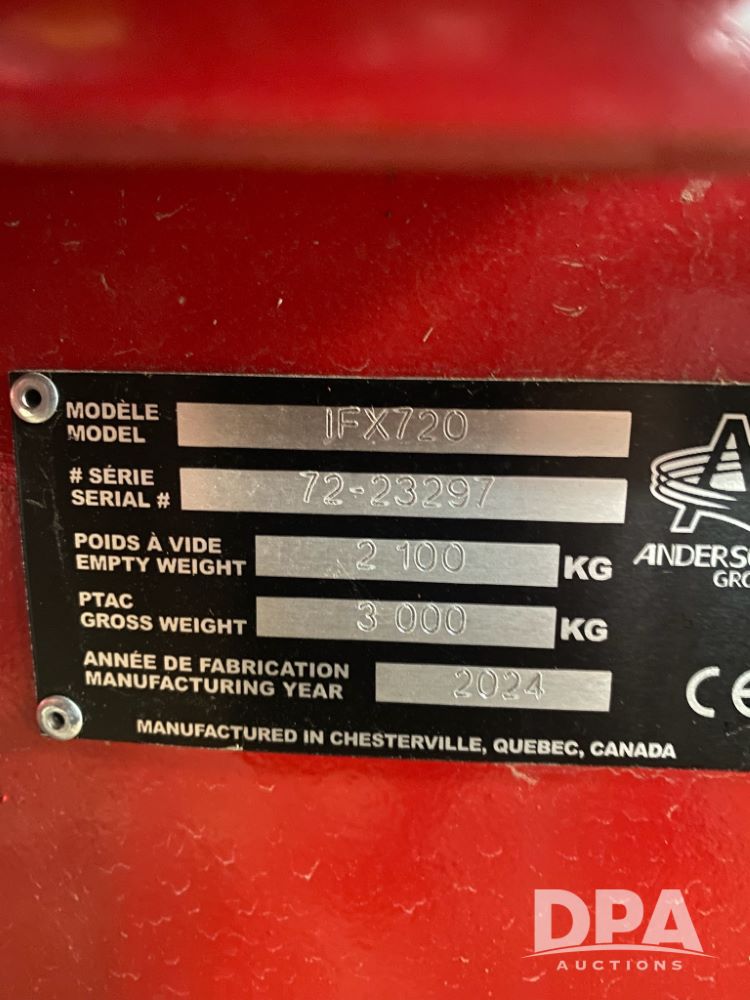 MODÈLE
MODEL
IFX720
# SÉRIE
SERIAL #
72-23297
POIDS À VIDE
EMPTY WEIGHT
2 100 KG
PTAC
GROSS WEIGHT
3 000 KG
ANNÉE DE FABRICATION
MANUFACTURING YEAR
2024
MANUFACTURED IN CHESTERVILLE, QUEBEC, CANADA
CE
DPA
AUCTIONS